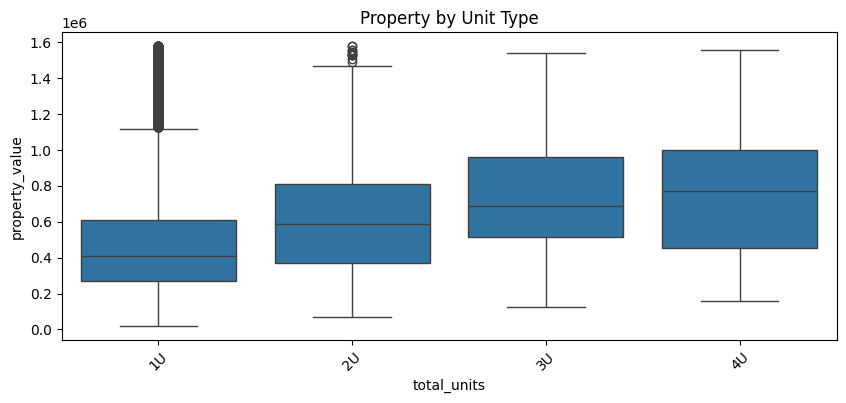 Property by Unit Type
1e6
1.6
1.4
1.2
1.0
0.8
0.6
0.4
0.2
0.0
property_value
1U
2U
3U
4U
total_units